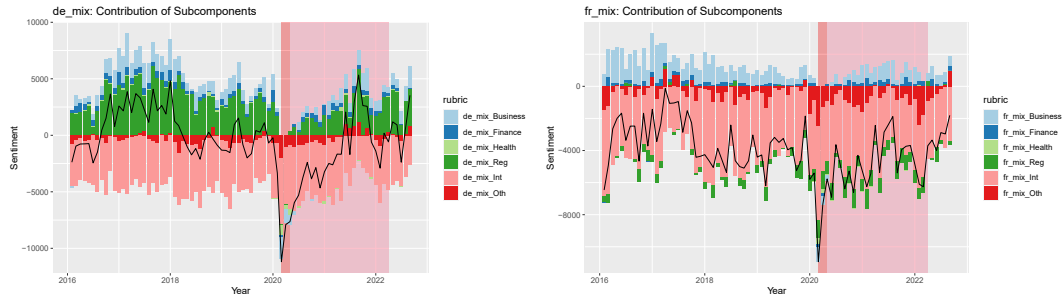 de_mix: Contribution of Subcomponents
10000
5000
0
−5000
−10000
Sentiment
2016
2018
2020
2022
Year
rubric
de_mix_Business
de_mix_Finance
de_mix_Health
de_mix_Reg
de_mix_Int
de_mix_Oth
fr_mix: Contribution of Subcomponents
0
−4000
−8000
Sentiment
2016
2018
2020
2022
Year
rubric
fr_mix_Business
fr_mix_Finance
fr_mix_Health
fr_mix_Reg
fr_mix_Int
fr_mix_Oth